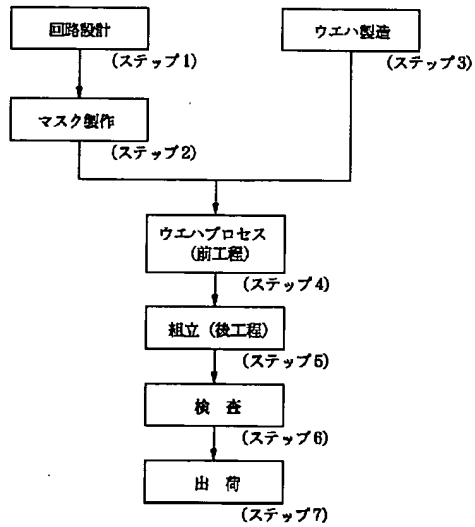 回路設計
(ステップ1)
ウエハ製造
(ステップ3)
マスク製作
(ステップ2)
ウエハプロセス
(前工程)
(ステップ4)
組立(後工程)
(ステップ5)
検 査
(ステップ6)
出 荷
(ステップ7)